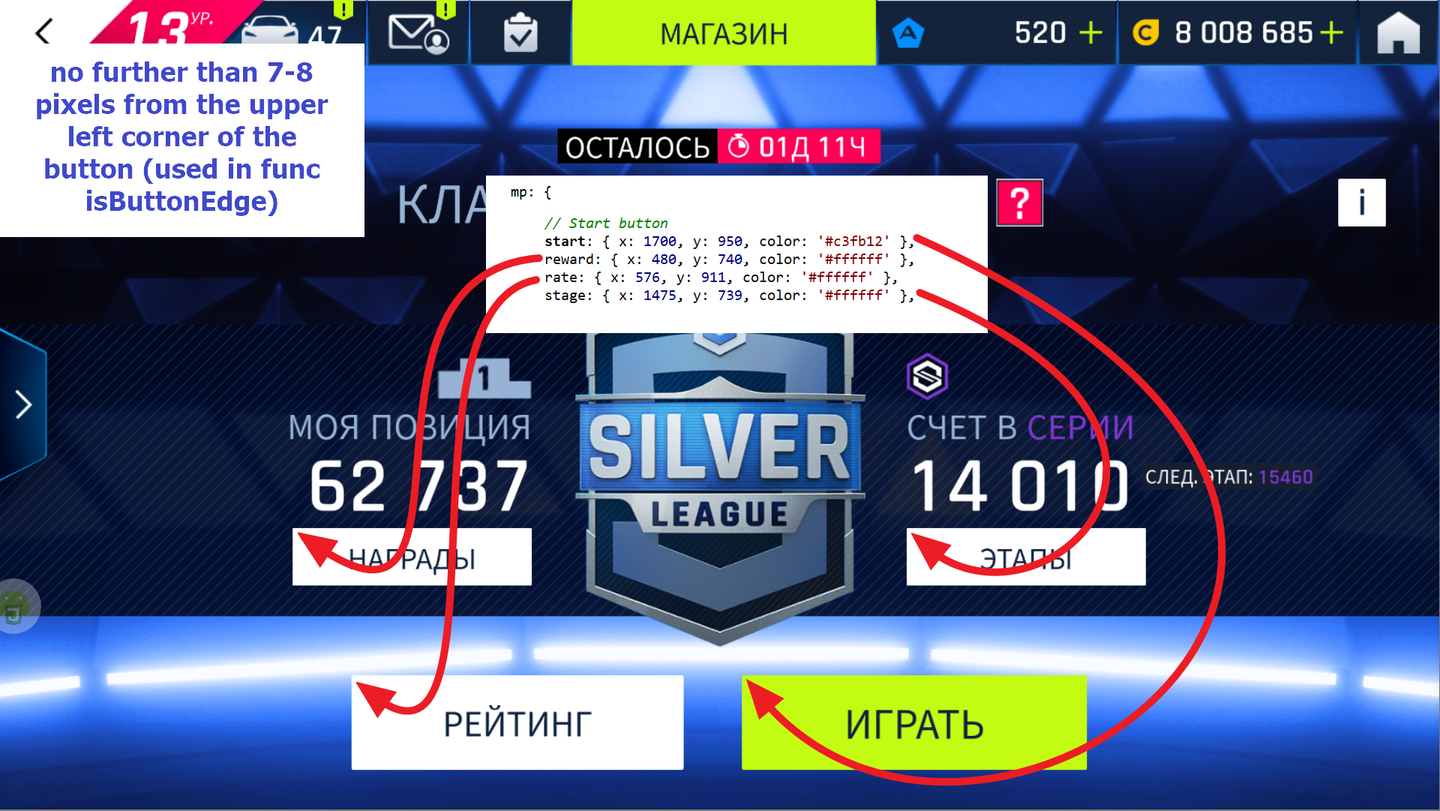 13 УР.
!
47
!
МАГАЗИН
A
520 +
C
8 008 685 +
no further than 7-8
pixels from the upper
left corner of the
button (used in func
isButtonEdge)
ОСТАЛОСЬ 01Д 11Ч
КЛА
?
i
mp: {
// Start button
start: { x: 1700, y: 950, color: '#c3fb12' },
reward: { x: 480, y: 740, color: '#ffffff' },
rate: { x: 576, y: 911, color: '#ffffff' },
stage: { x: 1475, y: 739, color: '#ffffff' },
1
МОЯ ПОЗИЦИЯ
62 737
НАГРАДЫ
SILVER
LEAGUE
S
СЧЕТ В СЕРИИ
14 010
СЛЕД. ЭТАП: 15460
ЭТАПЫ
РЕЙТИНГ
ИГРАТЬ